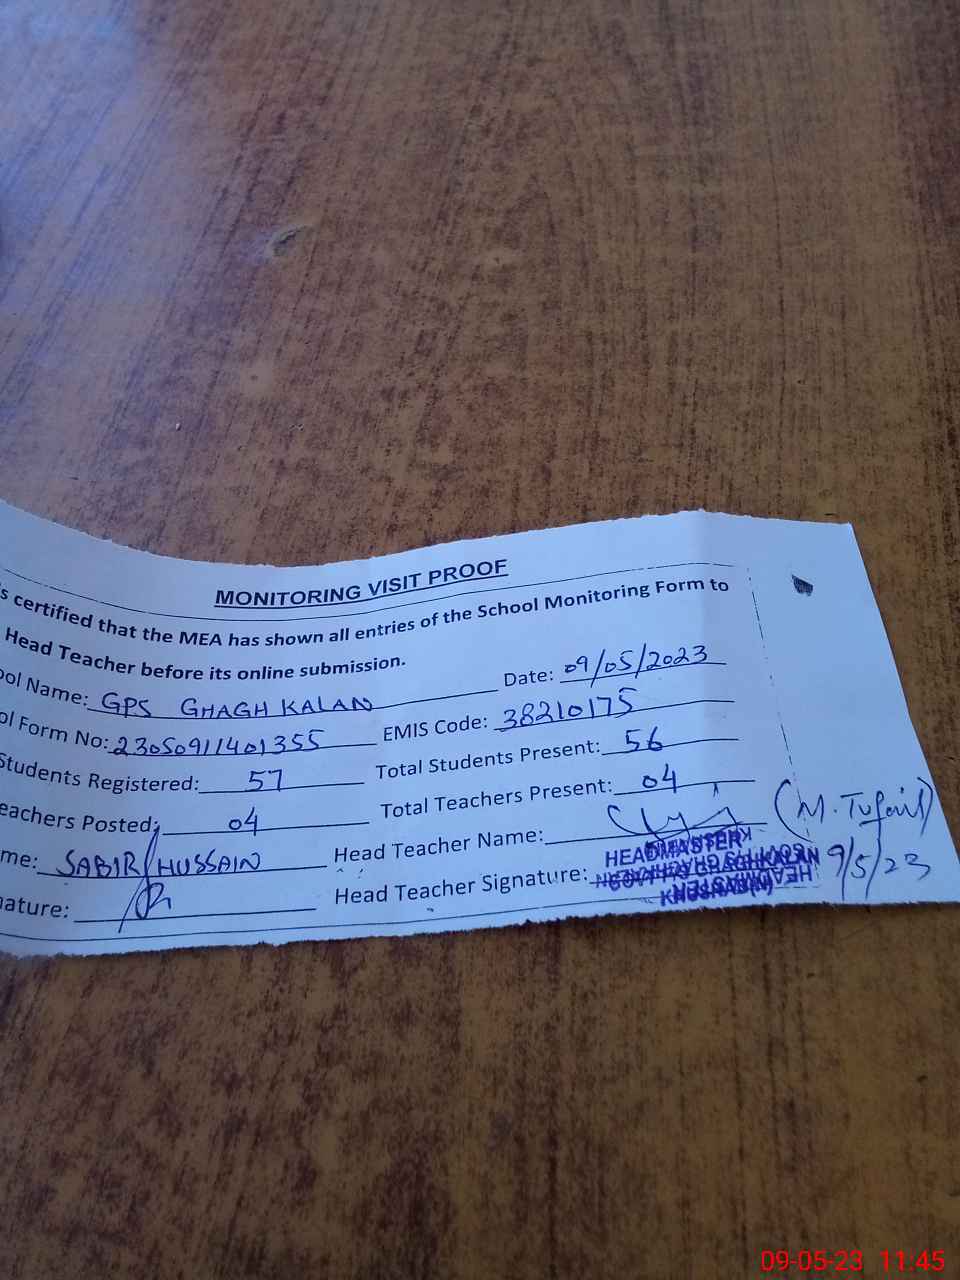 MONITORING VISIT PROOF
s certified that the MEA has shown all entries of the School Monitoring Form to
Head Teacher before its online submission.
ool Name: GPS GHAGH KALAN Date: 09/05/2023
ol Form No: 23050911401355 EMIS Code: 38210175
Students Registered: 57 Total Students Present: 56
eachers Posted: 04 Total Teachers Present: 04
me: SABIR HUSSAIN Head Teacher Name: (M. Tufail)
nature: Head Teacher Signature: 9/5/23
HEADMASTER
09-05-23 11:45